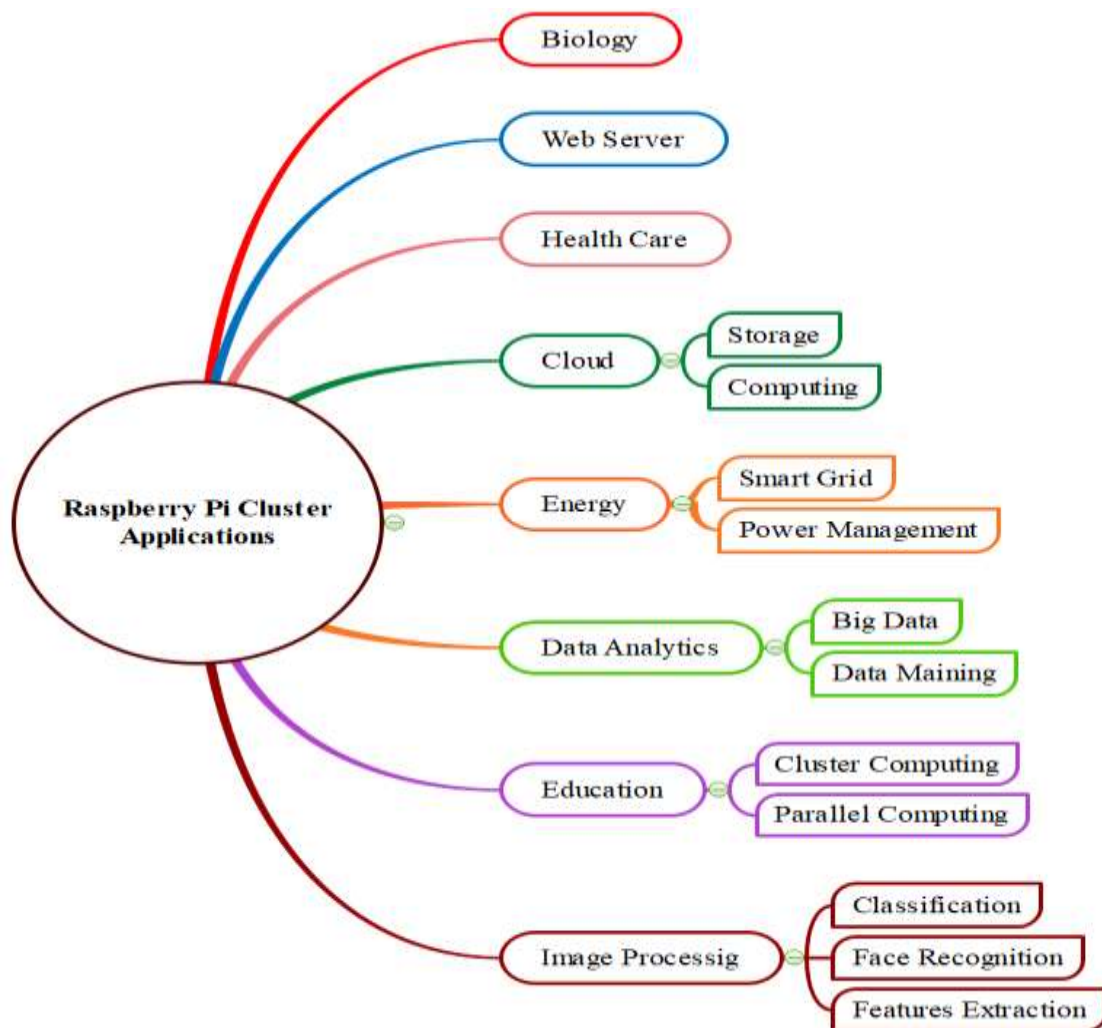 Biology
Web Server
Health Care
Cloud
Storage
Computing
Raspberry Pi Cluster
Applications
Energy
Smart Grid
Power Management
Data Analytics
Big Data
Data Maining
Education
Cluster Computing
Parallel Computing
Image Processig
Classification
Face Recognition
Features Extraction